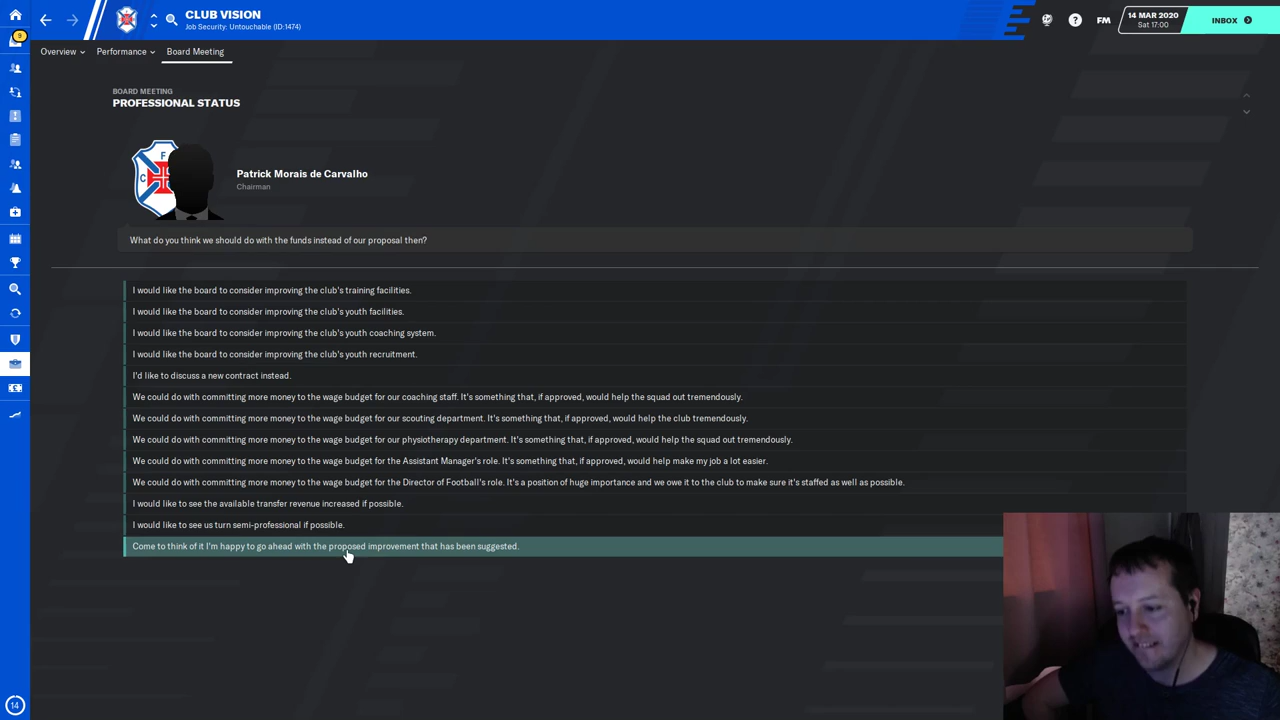 CLUB VISION
Job Security: Untouchable (ID:1474)
FM
14 MAR 2020
Sat 17:00
INBOX
9
Overview
Performance
Board Meeting
BOARD MEETING
PROFESSIONAL STATUS
F
C
Patrick Morais de Carvalho
Chairman
What do you think we should do with the funds instead of our proposal then?
I would like the board to consider improving the club's training facilities.
I would like the board to consider improving the club's youth facilities.
I would like the board to consider improving the club's youth coaching system.
I would like the board to consider improving the club's youth recruitment.
I'd like to discuss a new contract instead.
We could do with committing more money to the wage budget for our coaching staff. It's something that, if approved, would help the squad out tremendously.
We could do with committing more money to the wage budget for our scouting department. It's something that, if approved, would help the club tremendously.
We could do with committing more money to the wage budget for our physiotherapy department. It's something that, if approved, would help the squad out tremendously.
We could do with committing more money to the wage budget for the Assistant Manager's role. It's something that, if approved, would help make my job a lot easier.
We could do with committing more money to the wage budget for the Director of Football's role. It's a position of huge importance and we owe it to the club to make sure it's staffed as well as possible.
I would like to see the available transfer revenue increased if possible.
I would like to see us turn semi-professional if possible.
Come to think of it I'm happy to go ahead with the proposed improvement that has been suggested.
14